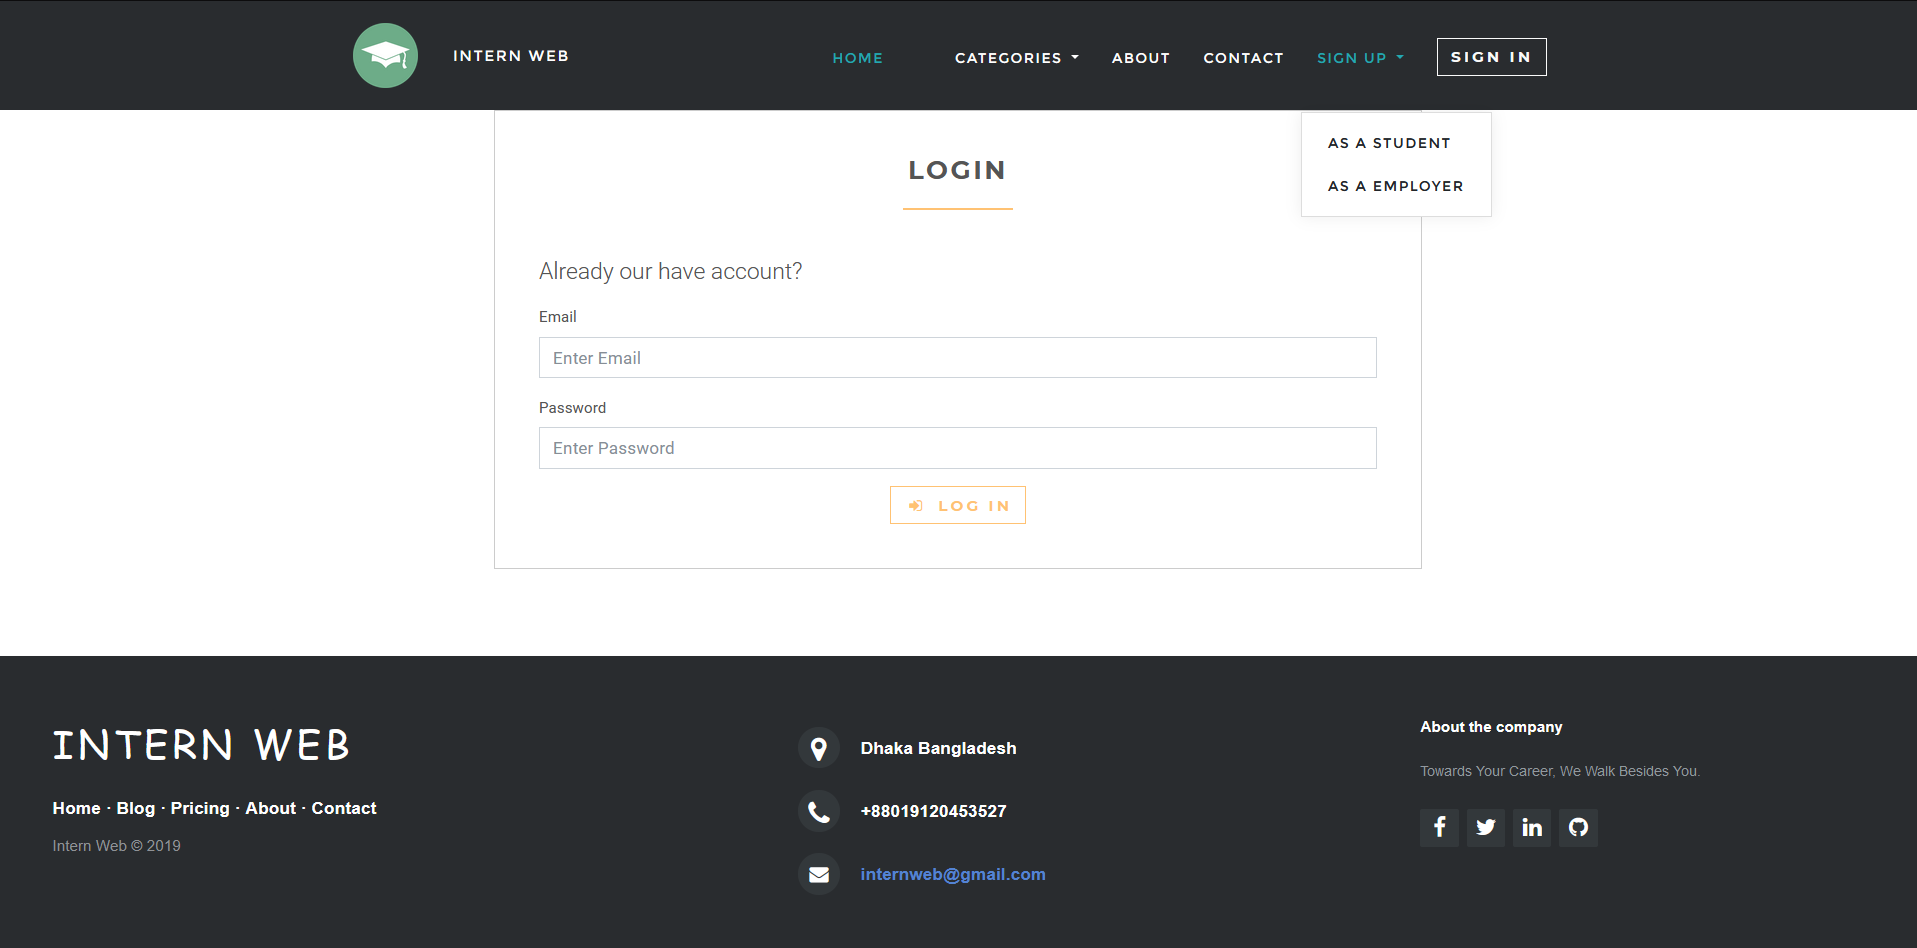 INTERN WEB
HOME CATEGORIES ABOUT CONTACT SIGN UP SIGN IN
AS A STUDENT
AS A EMPLOYER
LOGIN
Already our have account?
Email
Enter Email
Password
Enter Password
LOG IN
INTERN WEB
Home · Blog · Pricing · About · Contact
Intern Web © 2019
Dhaka Bangladesh
+88019120453527
internweb@gmail.com
About the company
Towards Your Career, We Walk Besides You.